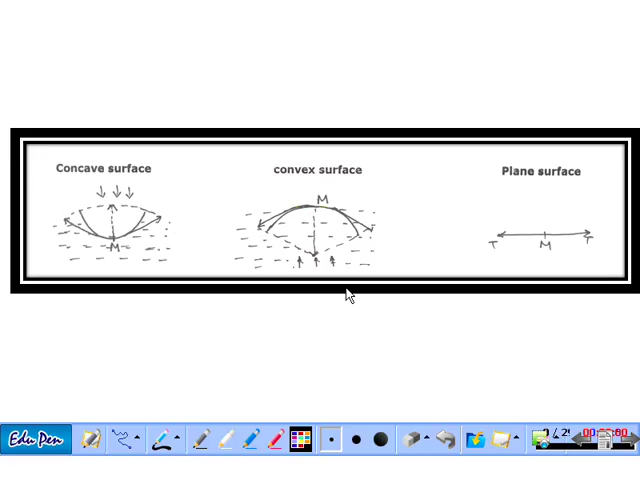 Concave surface
convex surface
Plane surface
M
M
T
M
T
Edu Pen